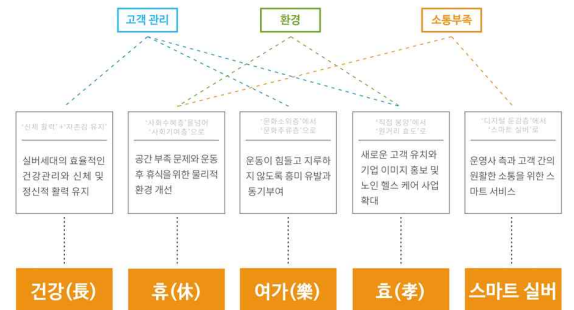 고객 관리
환경
소통부족
"신체 활력"+"자존감 유지"
실버세대의 효율적인
건강관리와 신체 및
정신적 활력 유지
"사회수혜층"을넘어
"사회기여층"으로
공간 부족 문제와 운동
후 휴식을위한 물리적
환경 개선
"문화소외층"에서
"문화주류층"으로
운동이 힘들고 지루하
지 않도록 흥미 유발과
동기부여
"직접 봉양"에서
"원거리 효도"로
새로운 고객 유치와
기업 이미지 홍보 및
노인 헬스 케어 사업
확대
"디지털 둔감층"에서
"스마트 실버"로
운영사 측과 고객 간의
원활한 소통을 위한 스
마트 서비스
건강(長)
휴(休)
여가(樂)
효(孝)
스마트 실버